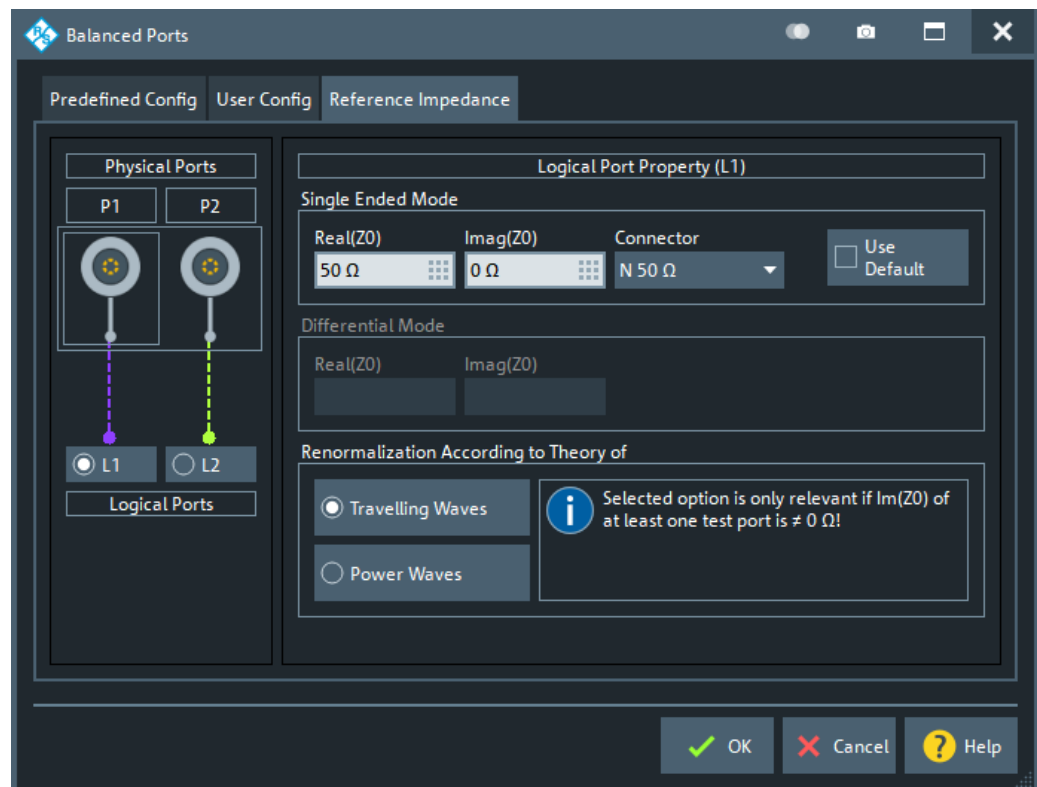 R&S Balanced Ports
Predefined Config User Config Reference Impedance
Physical Ports
P1 P2
L1 L2
Logical Ports
Logical Port Property (L1)
Single Ended Mode
Real(Z0) Imag(Z0) Connector
50 Ω 0 Ω N 50 Ω
Use
Default
Differential Mode
Real(Z0) Imag(Z0)
Renormalization According to Theory of
Travelling Waves
Power Waves
i
Selected option is only relevant if Im(Z0) of
at least one test port is ≠ 0 Ω!
OK Cancel ? Help